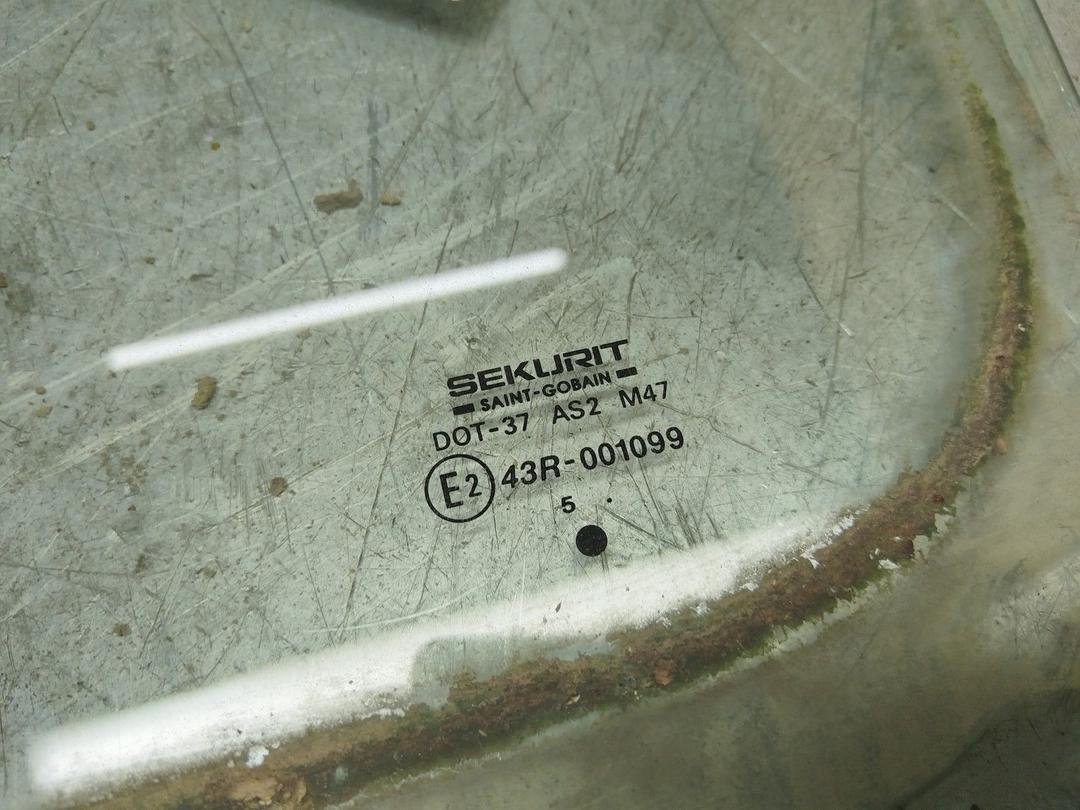 SEKURIT
SAINT-GOBAIN
DOT-37 AS2 M47
E2 43R-001099
5 .